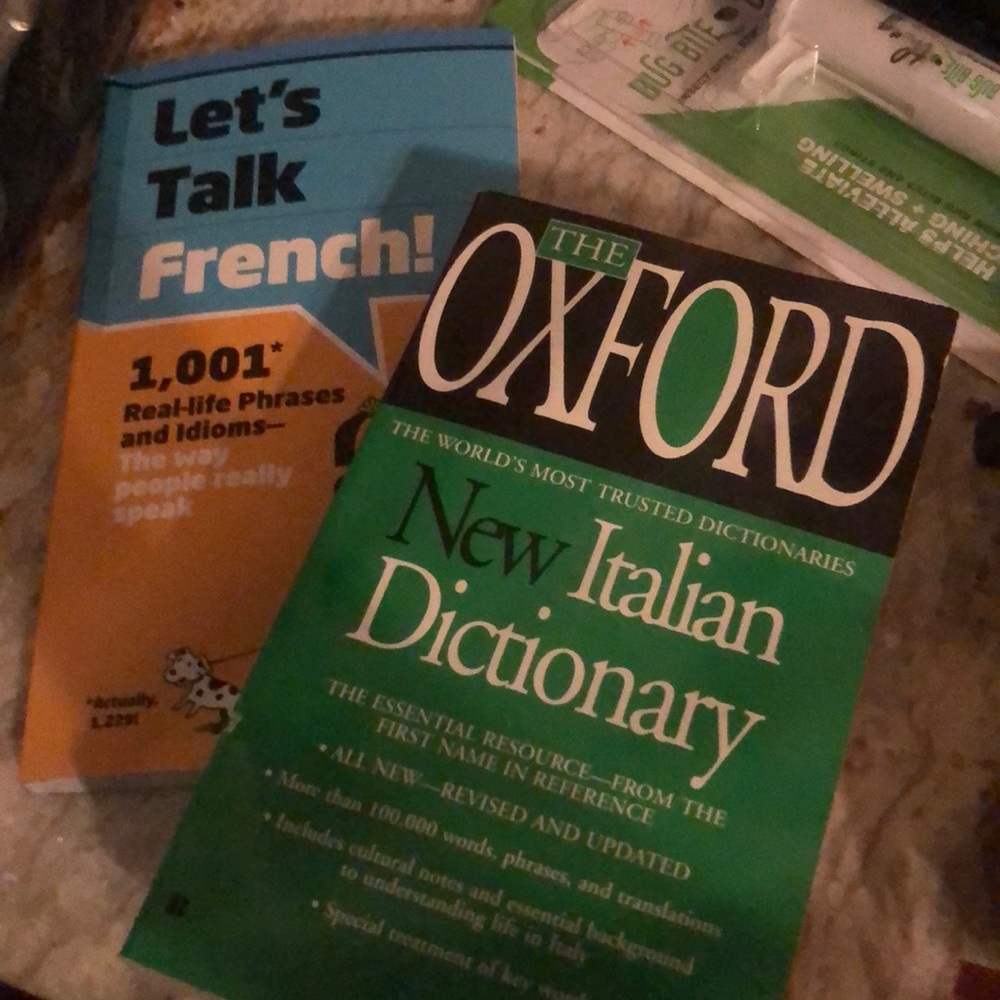 Let's
Talk
French!
1,001*
Real-life Phrases
and Idioms—
The way
people really
speak
*Actually,
1,229!
THE
OXFORD
THE WORLD'S MOST TRUSTED DICTIONARIES
New Italian
Dictionary
THE ESSENTIAL RESOURCE—FROM THE
FIRST NAME IN REFERENCE
• ALL NEW—REVISED AND UPDATED
• More than 100,000 words, phrases, and translations
• Includes cultural notes and essential background
to understanding life in Italy
• Special treatment of key
BUG BITE
HELPS ALLEVIATE
ITCHING + SWELLING